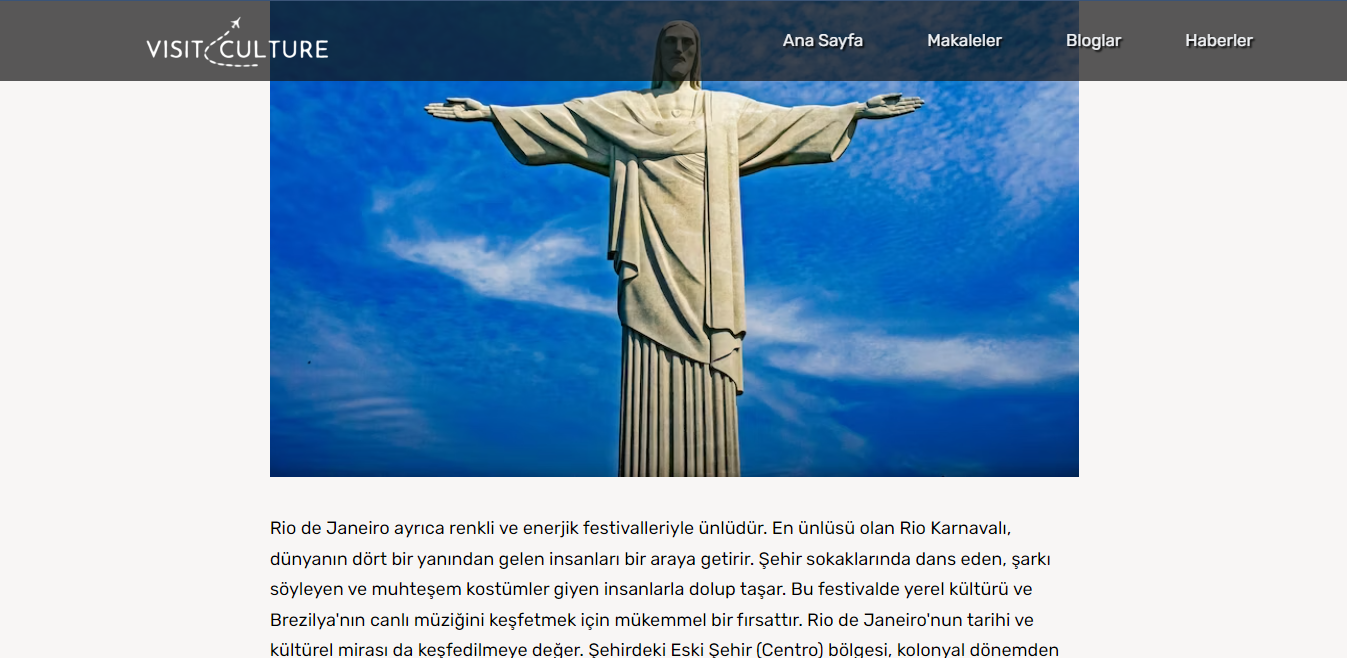 VISIT CULTURE
Ana Sayfa
Makaleler
Bloglar
Haberler
Rio de Janeiro ayrıca renkli ve enerjik festivalleriyle ünlüdür. En ünlüsü olan Rio Karnavalı,
dünyanın dört bir yanından gelen insanları bir araya getirir. Şehir sokaklarında dans eden, şarkı
söyleyen ve muhteşem kostümler giyen insanlarla dolup taşar. Bu festivalde yerel kültürü ve
Brezilya'nın canlı müziğini keşfetmek için mükemmel bir fırsattır. Rio de Janeiro'nun tarihi ve
kültürel mirası da keşfedilmeye değer. Şehirdeki Eski Şehir (Centro) bölgesi, kolonyal dönemden